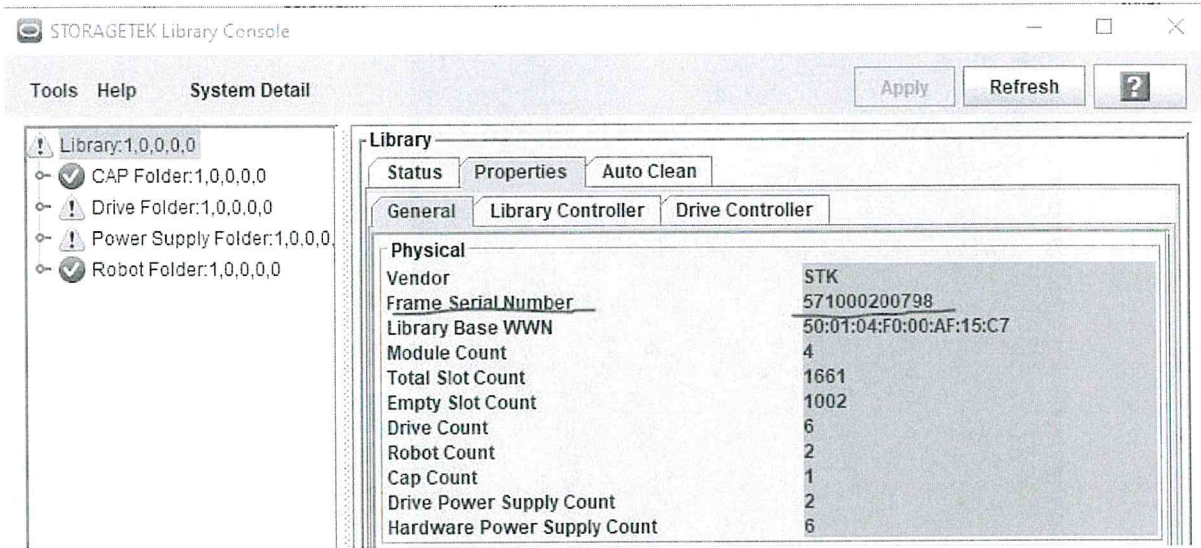 STORAGETEK Library Console
Tools Help System Detail Apply Refresh ?
Library:1,0,0,0,0
CAP Folder:1,0,0,0,0
Drive Folder:1,0,0,0,0
Power Supply Folder:1,0,0,0,
Robot Folder:1,0,0,0,0
Library
Status Properties Auto Clean
General Library Controller Drive Controller
Physical
Vendor STK
Frame Serial Number 571000200798
Library Base WWN 50:01:04:F0:00:AF:15:C7
Module Count 4
Total Slot Count 1661
Empty Slot Count 1002
Drive Count 6
Robot Count 2
Cap Count 1
Drive Power Supply Count 2
Hardware Power Supply Count 6